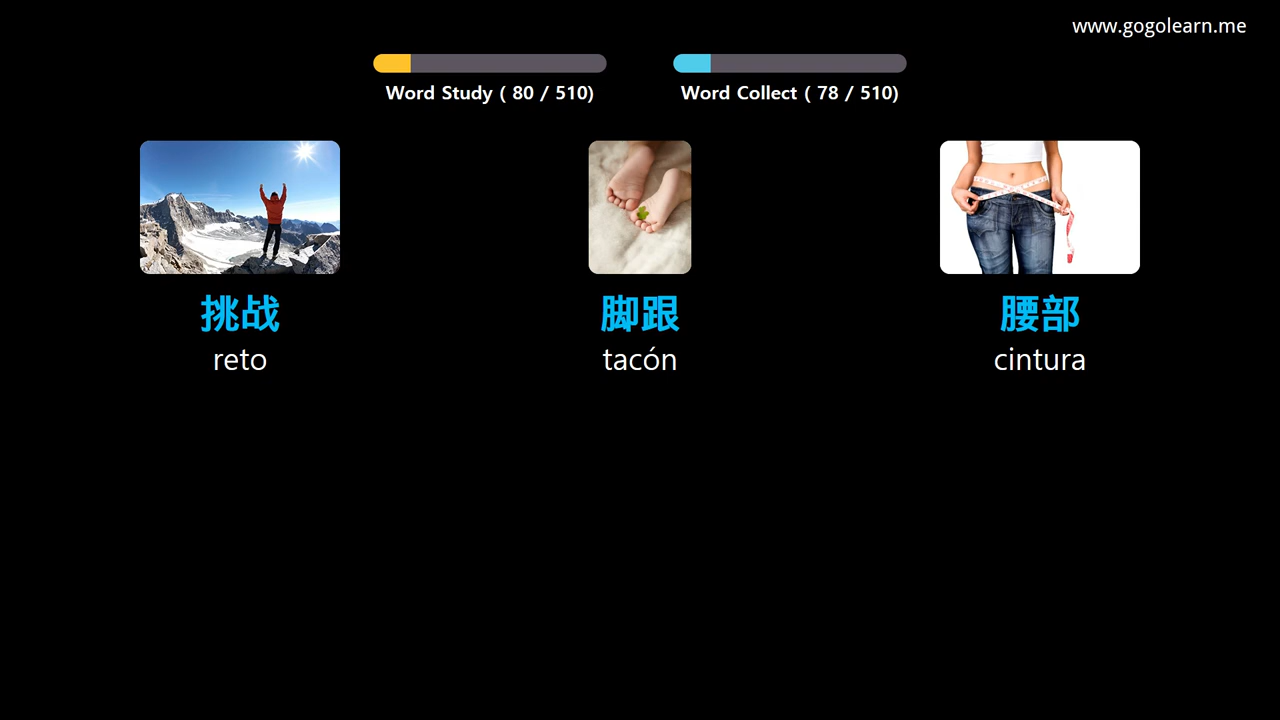 www.gogolearn.me
Word Study ( 80 / 510)
Word Collect ( 78 / 510)
挑战
脚跟
腰部
reto
tacón
cintura